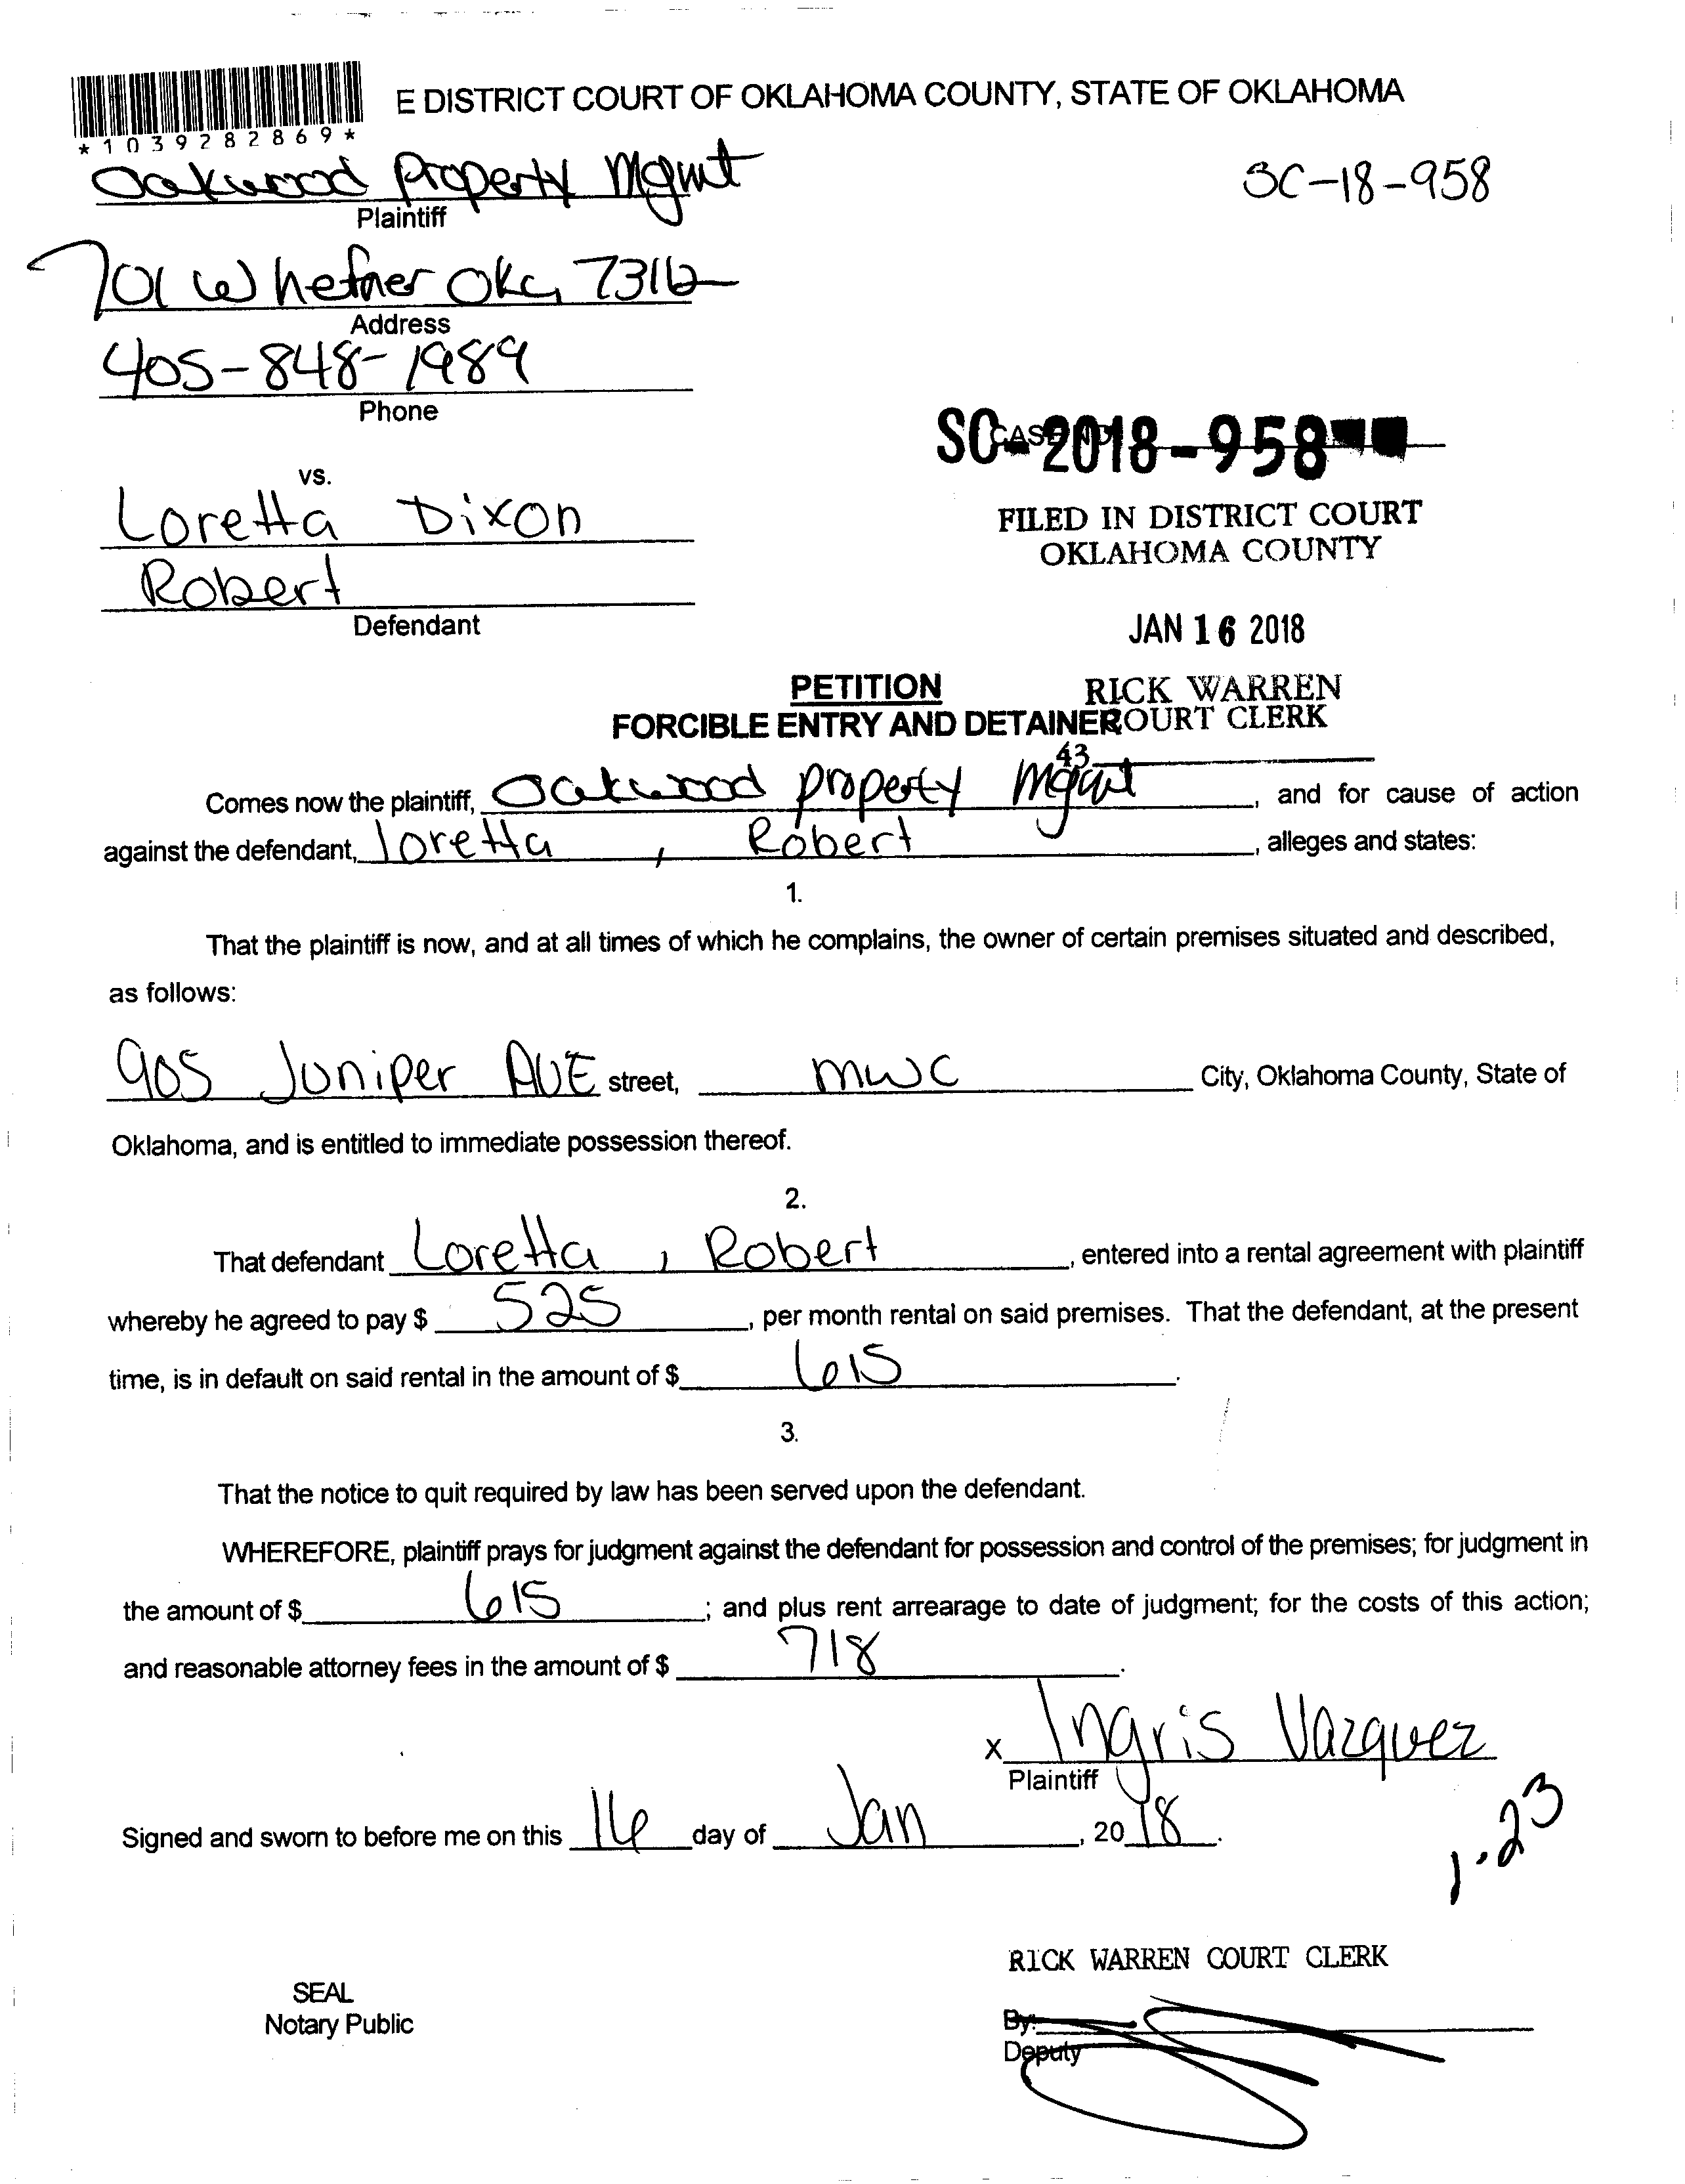 E DISTRICT COURT OF OKLAHOMA COUNTY, STATE OF OKLAHOMA
*1039282869*
Oakwood Property Mgmt
SC-18-958
Plaintiff
701 W hefner Okc, 73112
Address
405-848-1989
Phone
SC-2018-958
CASE NO
vs.
Loretta Dixon
FILED IN DISTRICT COURT
OKLAHOMA COUNTY
Robert
Defendant
JAN 16 2018
PETITION
RICK WARREN
FORCIBLE ENTRY AND DETAINER
COURT CLERK
43
Comes now the plaintiff, Oakwood property Mgmt, and for cause of action
against the defendant, loretta, Robert, alleges and states:
1.
That the plaintiff is now, and at all times of which he complains, the owner of certain premises situated and described,
as follows:
905 Juniper AVE street, MWC City, Oklahoma County, State of
Oklahoma, and is entitled to immediate possession thereof.
2.
That defendant Loretta, Robert, entered into a rental agreement with plaintiff
whereby he agreed to pay $ 525, per month rental on said premises. That the defendant, at the present
time, is in default on said rental in the amount of $ 615.
3.
That the notice to quit required by law has been served upon the defendant.
WHEREFORE, plaintiff prays for judgment against the defendant for possession and control of the premises; for judgment in
the amount of $ 615; and plus rent arrearage to date of judgment; for the costs of this action;
and reasonable attorney fees in the amount of $ 718.
x Ingris Vazquez
Plaintiff
Signed and sworn to before me on this 16 day of Jan, 2018.
1-23
RICK WARREN COURT CLERK
SEAL
Notary Public
By:
Deputy